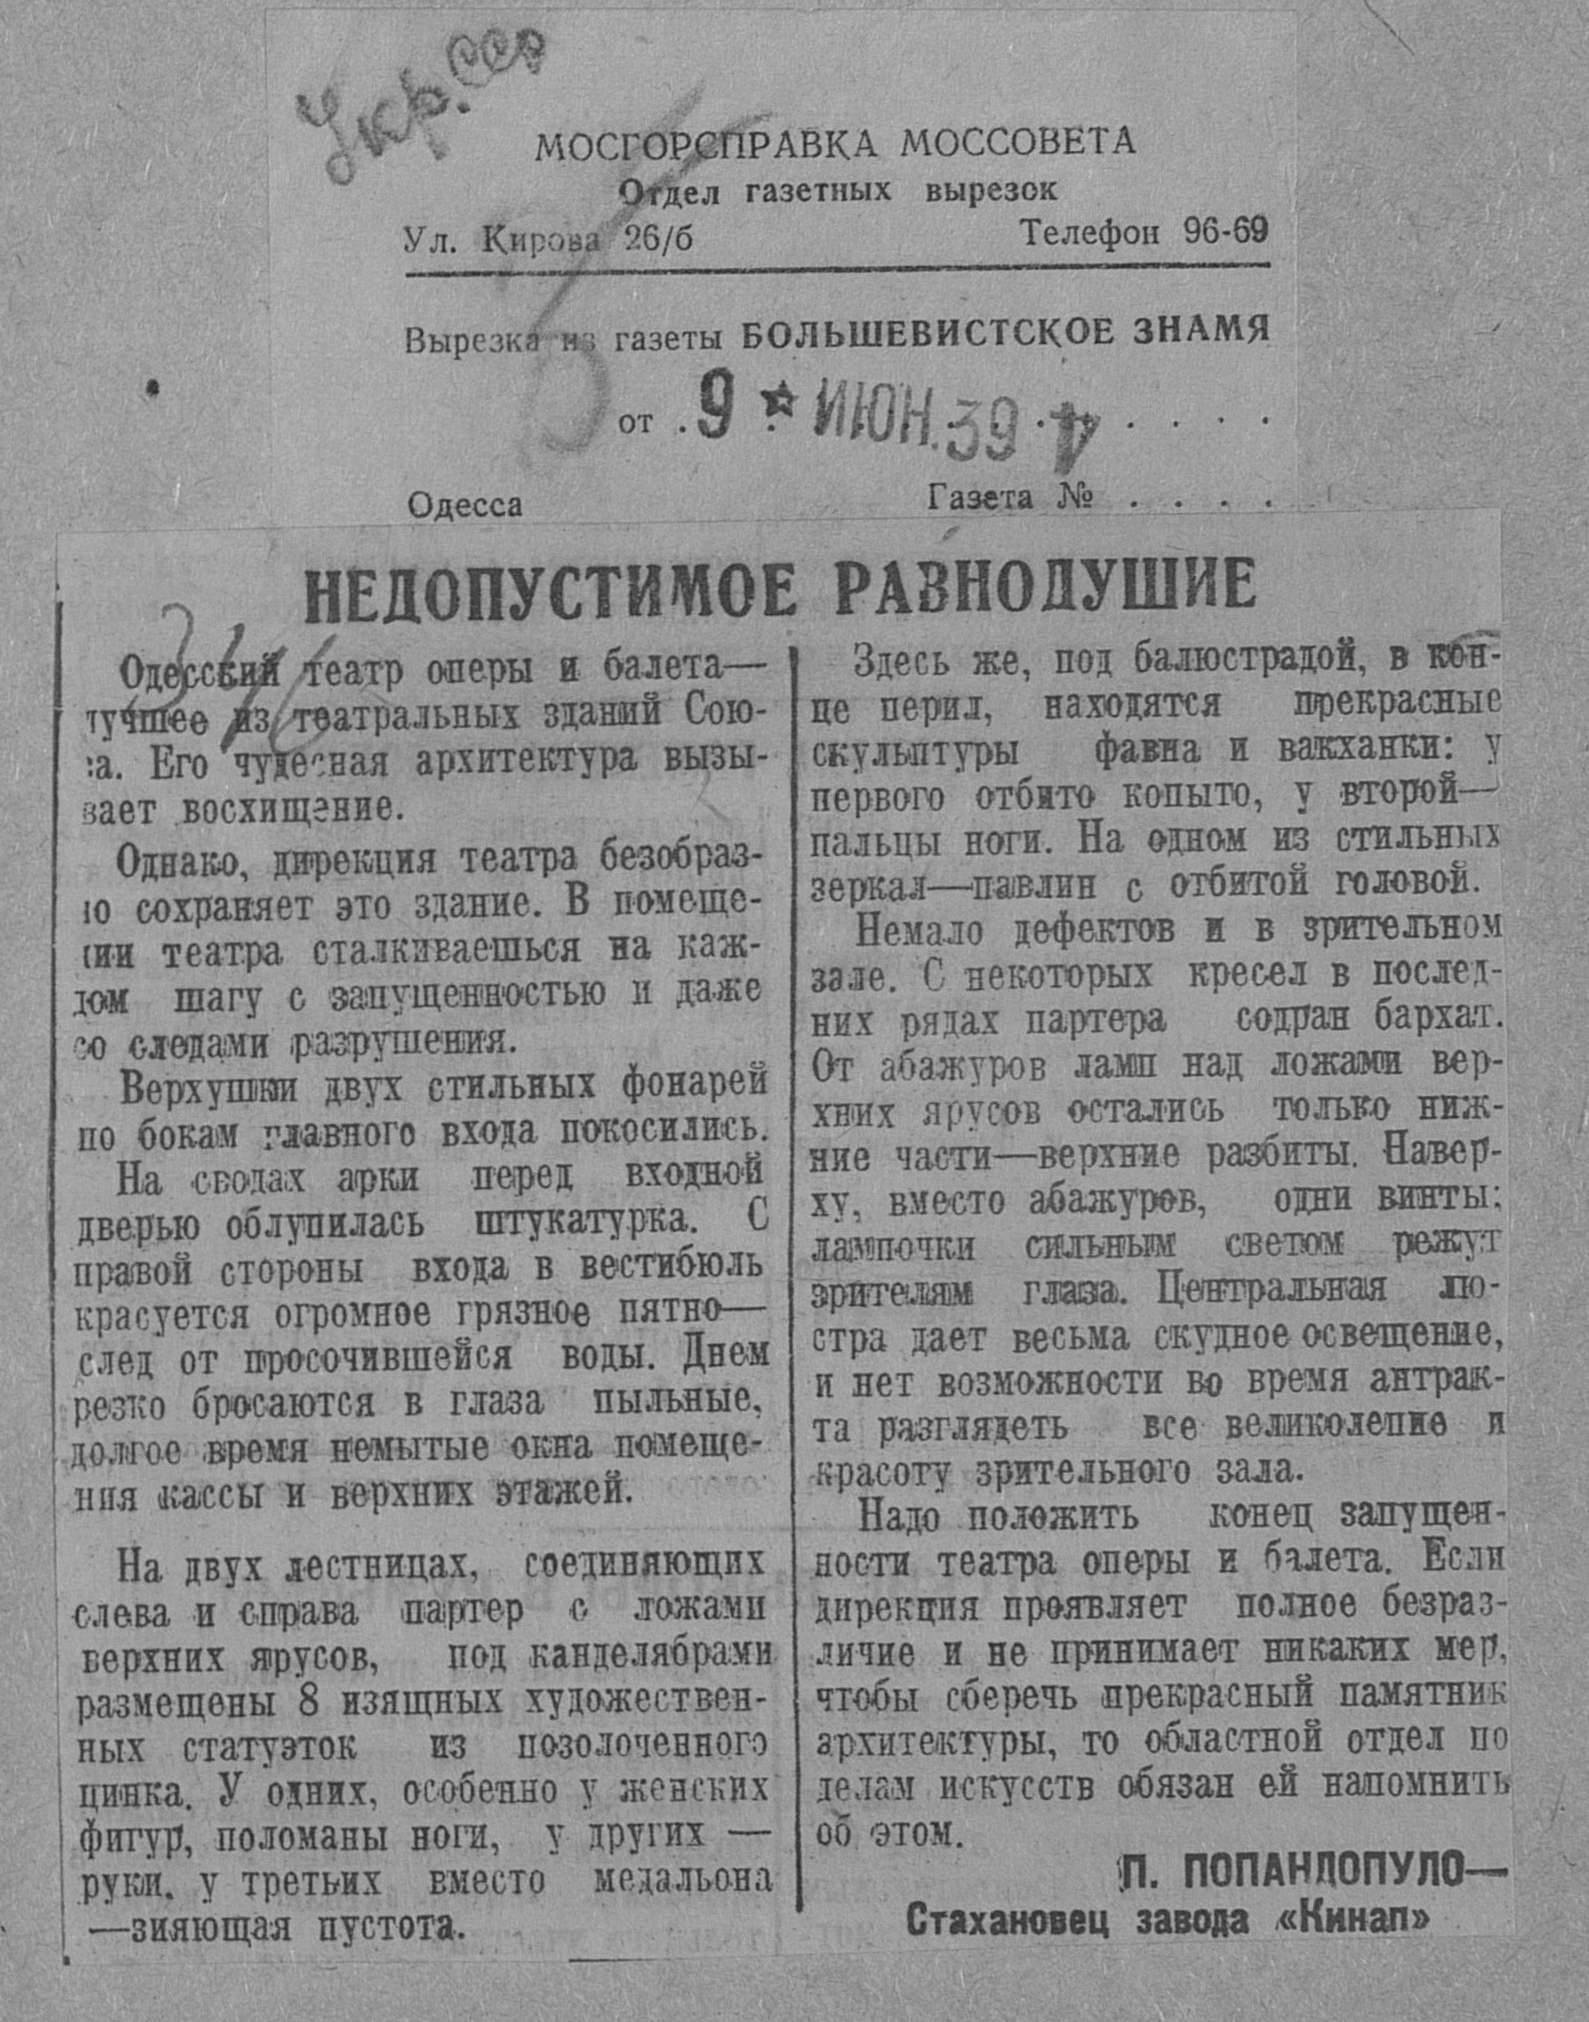 Укр. ССР
МОСГОРСПРАВКА МОССОВЕТА
Отдел газетных вырезок
Ул. Кирова 26/б Телефон 96-69
Вырезка из газеты БОЛЬШЕВИСТСКОЕ ЗНАМЯ
от . 9 ИЮН. 39
Одесса Газета № . . . .
НЕДОПУСТИМОЕ РАВНОДУШИЕ
Одесский театр оперы и балета—
лучшее из театральных зданий Сою-
за. Его чудесная архитектура вызы-
вает восхищение.
Однако, дирекция театра безобраз-
но сохраняет это здание. В помеще-
нии театра сталкиваешься на каж-
дом шагу с запущенностью и даже
со следами разрушения.
Верхушки двух стильных фонарей
по бокам главного входа покосились.
На сводах арки перед входной
дверью облупилась штукатурка. С
правой стороны входа в вестибюль
красуется огромное грязное пятно—
след от просочившейся воды. Днем
резко бросаются в глаза пыльные,
долгое время немытые окна помеще-
ния кассы и верхних этажей.
На двух лестницах, соединяющих
слева и справа партер с ложами
верхних ярусов, под канделябрами
размещены 8 изящных художествен-
ных статуэток из позолоченного
цинка. У одних, особенно у женских
фигур, поломаны ноги, у других —
руки, у третьих вместо медальона
—зияющая пустота.
Здесь же, под балюстрадой, в кон-
це перил, находятся прекрасные
скульптуры фавна и вакханки: у
первого отбито копыто, у второй—
пальцы ноги. На одном из стильных
зеркал—павлин с отбитой головой.
Немало дефектов и в зрительном
зале. С некоторых кресел в послед-
них рядах партера содран бархат.
От абажуров ламп над ложами вер-
хних ярусов остались только ниж-
ние части—верхние разбиты. Навер-
ху, вместо абажуров, одни винты;
лампочки сильным светом режут
зрителям глаза. Центральная лю-
стра дает весьма скудное освещение,
и нет возможности во время антрак-
та разглядеть все великолепие и
красоту зрительного зала.
Надо положить конец запущен-
ности театра оперы и балета. Если
дирекция проявляет полное безраз-
личие и не принимает никаких мер,
чтобы сберечь прекрасный памятник
архитектуры, то областной отдел по
делам искусств обязан ей напомнить
об этом.
П. ПОПАНДОПУЛО—
Стахановец завода «Кинап»